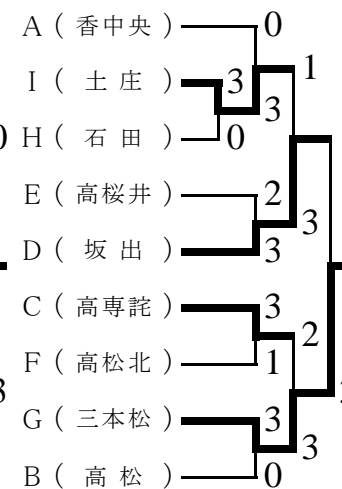 A ( 香中央 ) 0
1
I ( 土 庄 ) 3
3
0 H ( 石 田 ) 0
E ( 高桜井 ) 2
3
D ( 坂 出 ) 3
C ( 高専詫 ) 3
2
F ( 高松北 ) 1
G ( 三本松 ) 3
3
B ( 高 松 ) 0